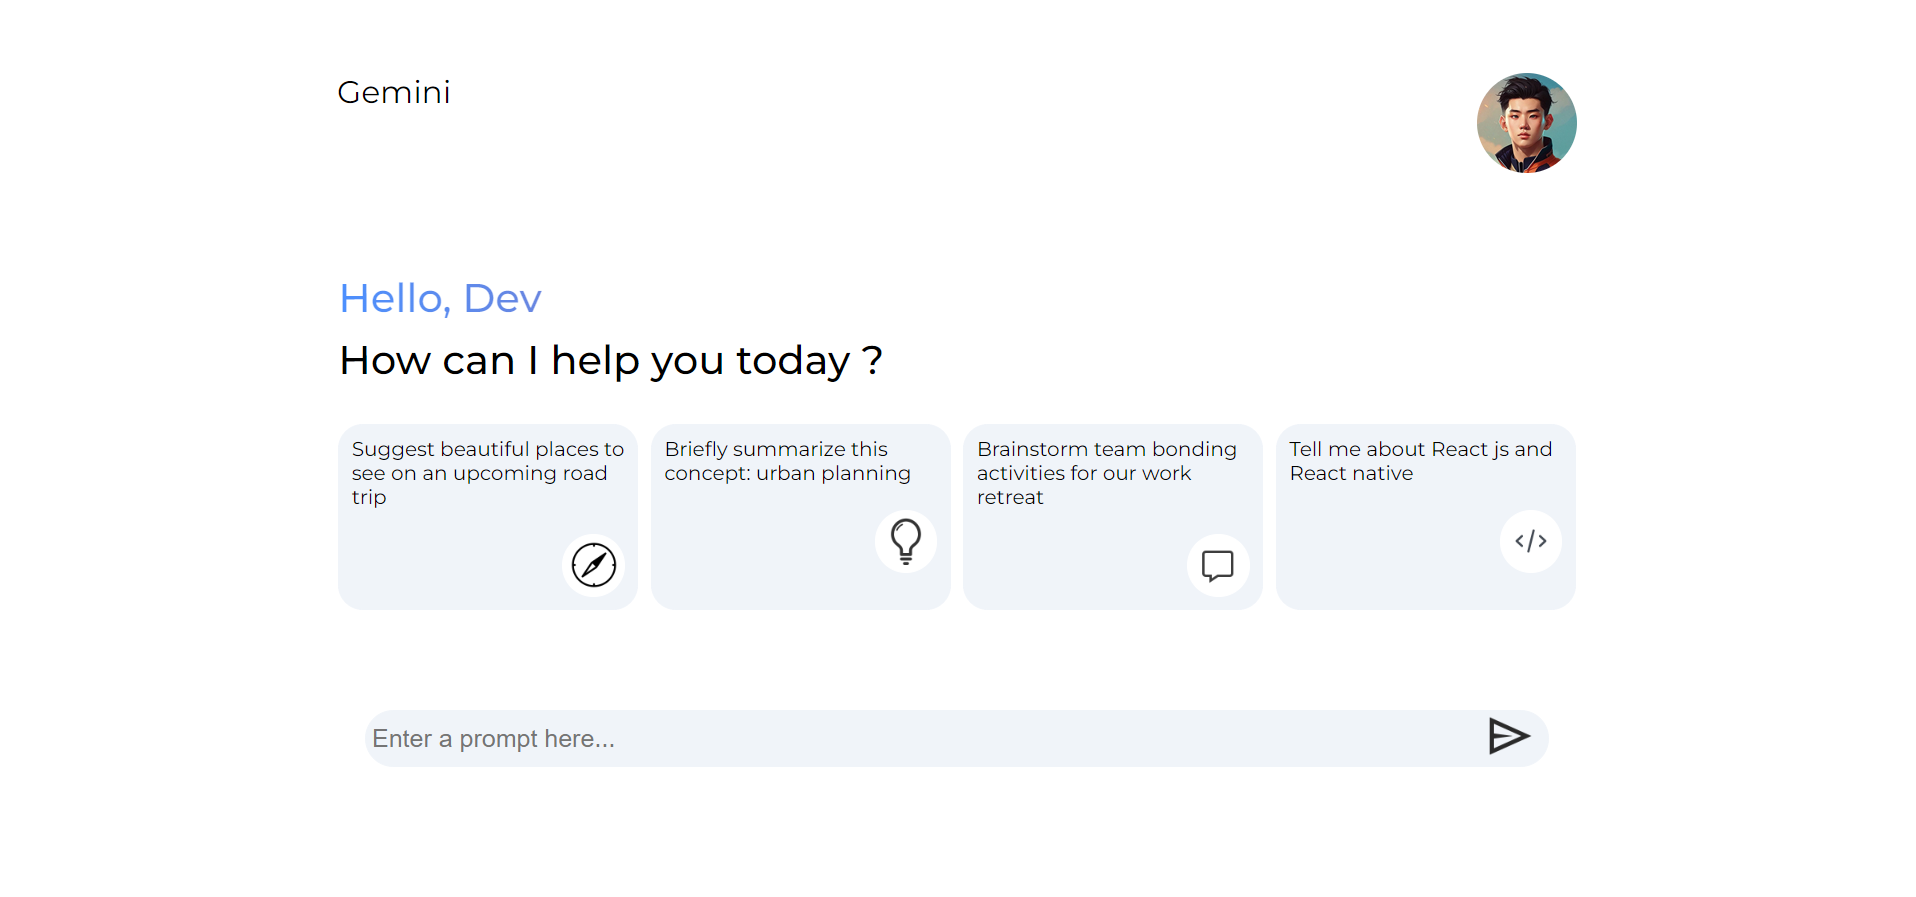 Gemini
Hello, Dev
How can I help you today ?
Suggest beautiful places to
see on an upcoming road
trip
Briefly summarize this
concept: urban planning
Brainstorm team bonding
activities for our work
retreat
Tell me about React js and
React native
</>
Enter a prompt here...